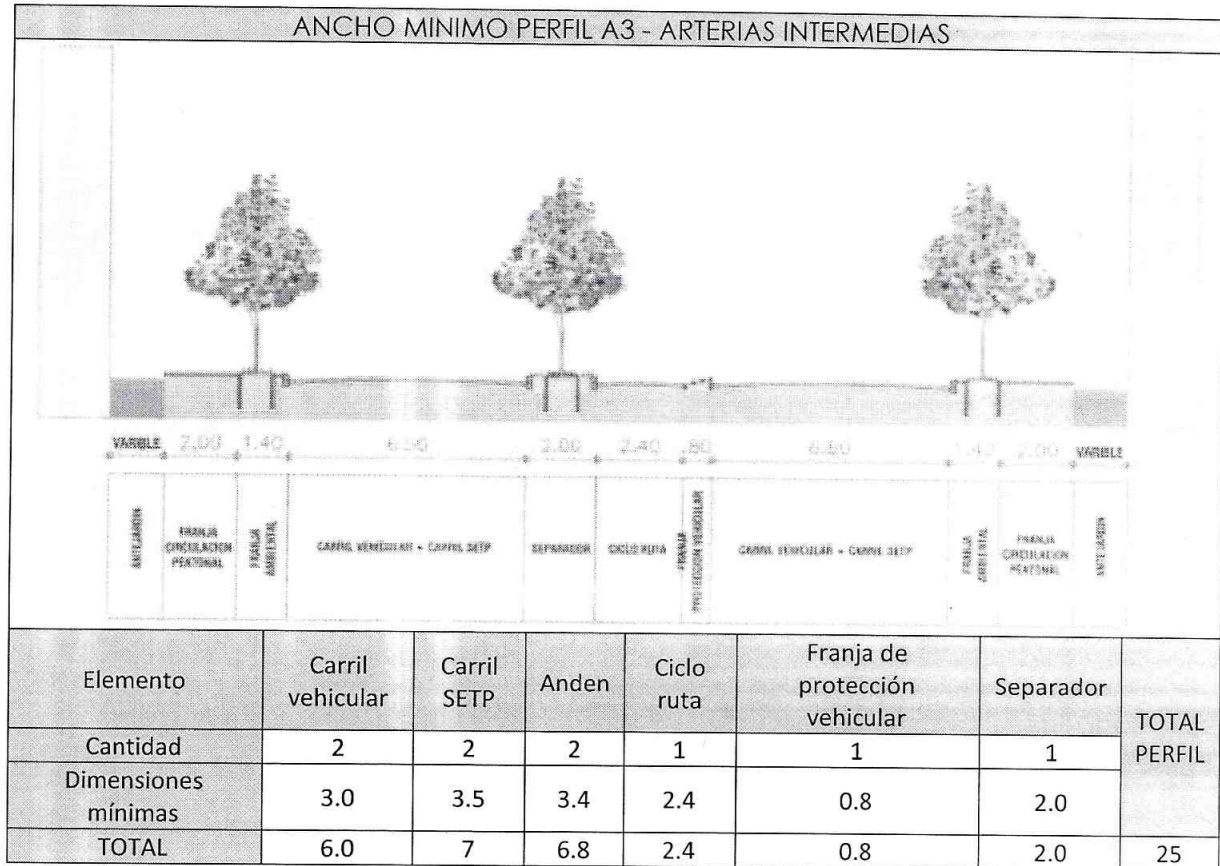 ANCHO MINIMO PERFIL A3 - ARTERIAS INTERMEDIAS
VARIBLE 2.00 1.40 6.50 2.00 2.40 .80 6.50 1.40 2.00 VARIBLE
ANTEJARDIN
FRANJA
CIRCULACION
PEATONAL
FRANJA
AMBIENTAL
CARRIL VEHICULAR + CARRIL SETP
SEPARADOR
CICLO RUTA
FRANJA
PROTECCION VEHICULAR
CARRIL VEHICULAR + CARRIL SETP
FRANJA
AMBIENTAL
FRANJA
CIRCULACION
PEATONAL
ANTEJARDIN
Elemento
Carril
vehicular
Carril
SETP
Anden
Ciclo
ruta
Franja de
protección
vehicular
Separador
TOTAL
PERFIL
Cantidad 2 2 2 1 1 1
Dimensiones
mínimas
3.0 3.5 3.4 2.4 0.8 2.0
TOTAL 6.0 7 6.8 2.4 0.8 2.0 25